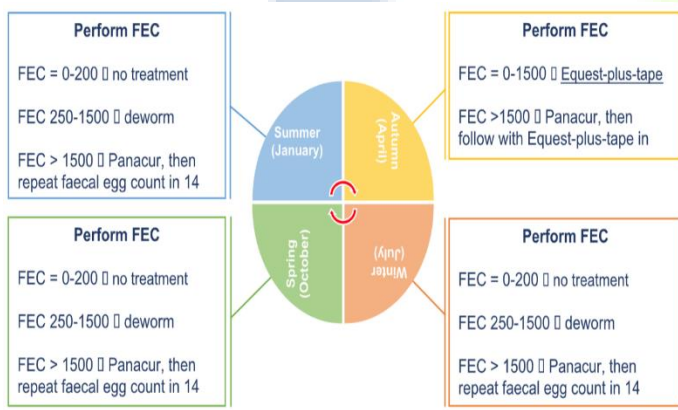 Perform FEC
FEC = 0-200 ▯ no treatment
FEC 250-1500 ▯ deworm
FEC > 1500 ▯ Panacur, then
repeat faecal egg count in 14
Perform FEC
FEC = 0-1500 ▯ Equest-plus-tape
FEC >1500 ▯ Panacur, then
follow with Equest-plus-tape in
Summer
(January)
Autumn
(April)
Spring
(October)
Winter
(July)
Perform FEC
FEC = 0-200 ▯ no treatment
FEC 250-1500 ▯ deworm
FEC > 1500 ▯ Panacur, then
repeat faecal egg count in 14
Perform FEC
FEC = 0-200 ▯ no treatment
FEC 250-1500 ▯ deworm
FEC > 1500 ▯ Panacur, then
repeat faecal egg count in 14